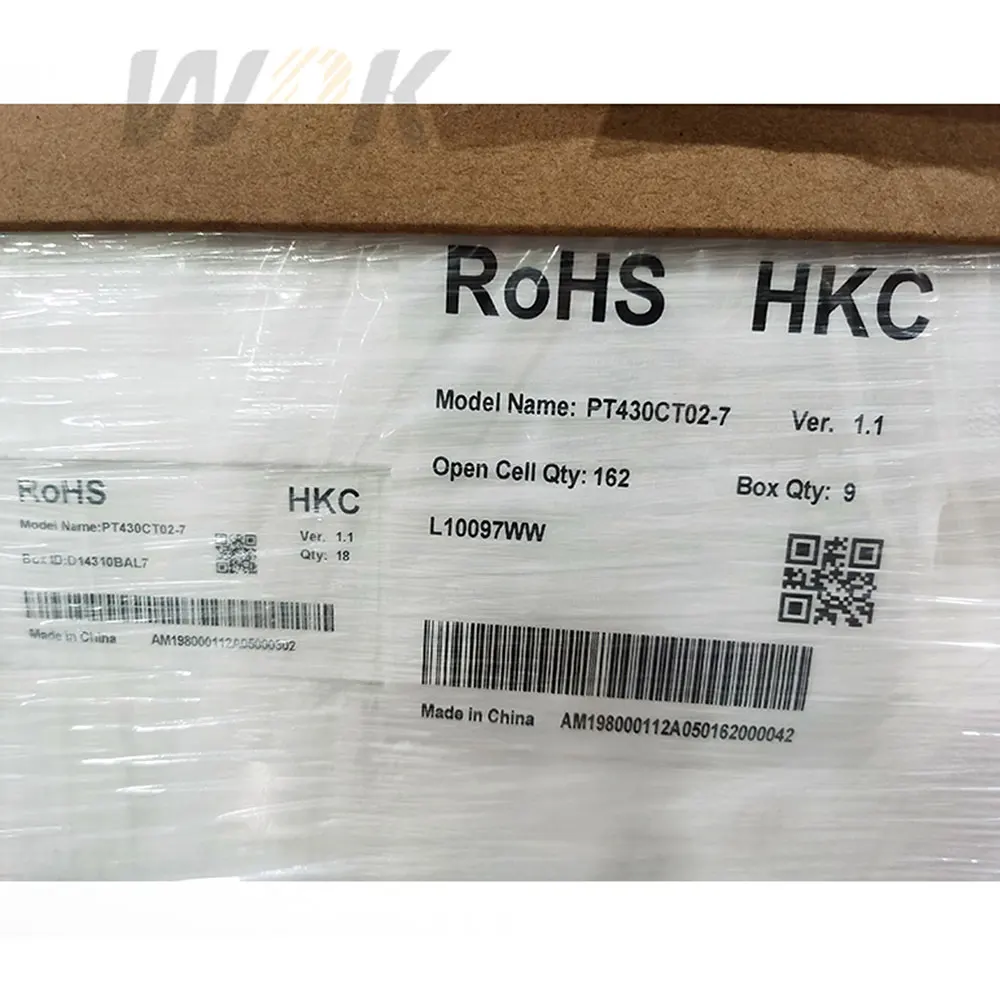 WOK
RoHS HKC
Model Name: PT430CT02-7 Ver. 1.1
Open Cell Qty: 162 Box Qty: 9
L10097WW
Made in China AM198000112A050162000042
RoHS HKC
Model Name:PT430CT02-7 Ver. 1.1
Box ID:D14310BAL7 Qty: 18
Made in China AM198000112A05000302